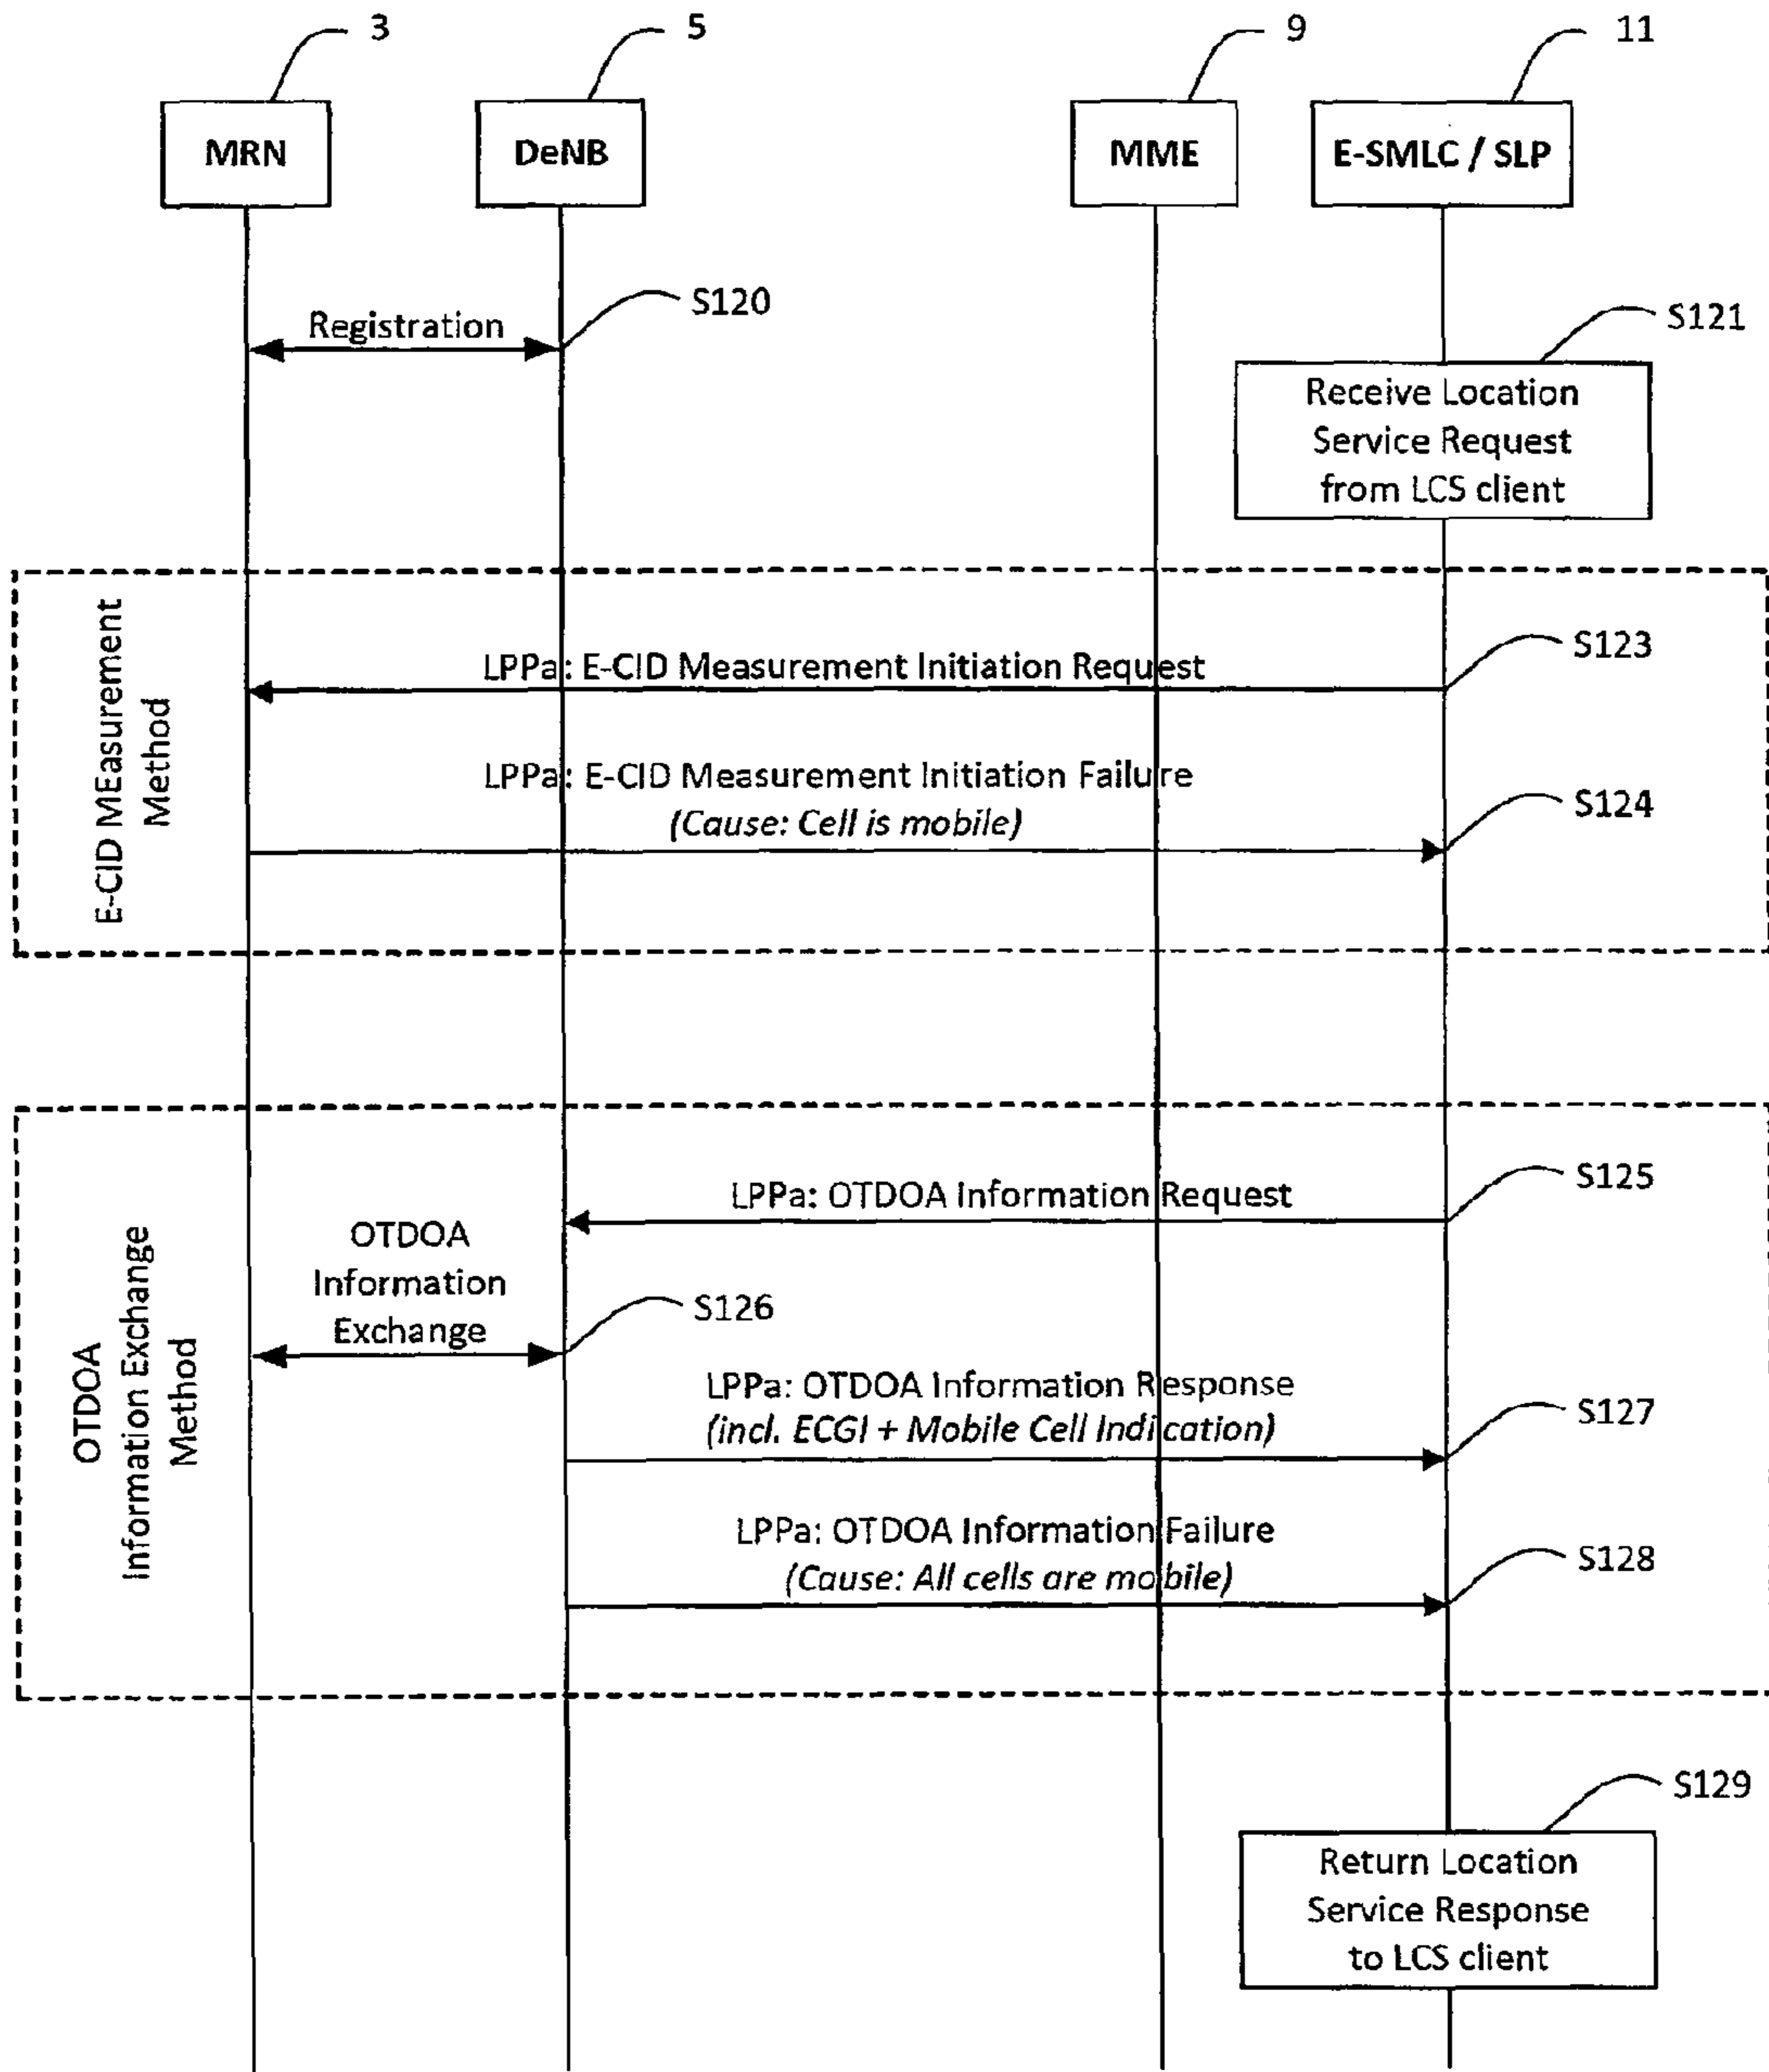 3
5
9
11
MRN
DeNB
MME
E-SMLC / SLP
S120
Registration
S121
Receive Location
Service Request
from LCS client
E-CID MEasurement
Method
S123
LPPa: E-CID Measurement Initiation Request
LPPa: E-CID Measurement Initiation Failure
(Cause: Cell is mobile)
S124
OTDOA
Information Exchange
Method
S125
LPPa: OTDOA Information Request
OTDOA
Information
Exchange
S126
LPPa: OTDOA Information Response
(incl. ECGI + Mobile Cell Indication)
S127
LPPa: OTDOA Information Failure
(Cause: All cells are mobile)
S128
S129
Return Location
Service Response
to LCS client